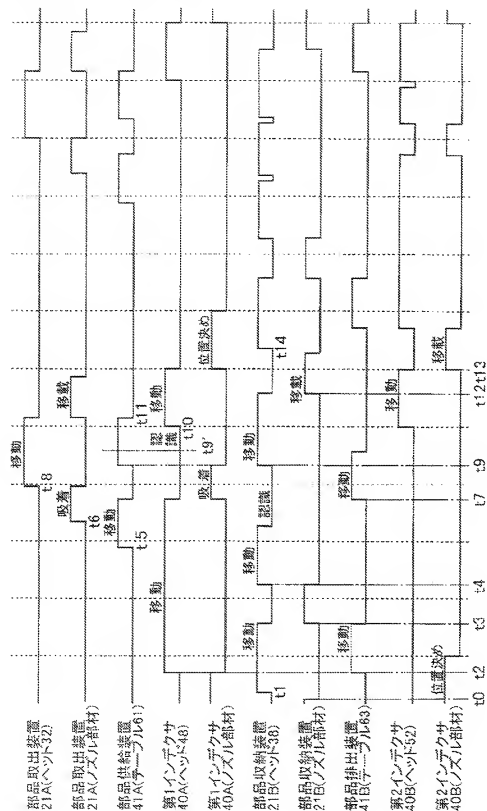 部品取出装置
21A(ヘッド32)
移動
t8
部品取出装置
21A(ノズル部材)
吸着
t6
移載
部品供給装置
41A(テーブル61)
移動
t5
t11
第1インデクサ
40A(ヘッド48)
移動
認識
t9'
t10
移動
第1インデクサ
40A(ノズル部材)
吸着
位置決め
部品収納装置
21B(ヘッド38)
t1
移動
移動
認識
移動
t14
部品収納装置
21B(ノズル部材)
移載
部品排出装置
41B(テーブル63)
移動
移動
第2インデクサ
40B(ヘッド52)
移動
第2インデクサ
40B(ノズル部材)
位置決め
移載
t0 t2 t3 t4 t7 t9 t12 t13